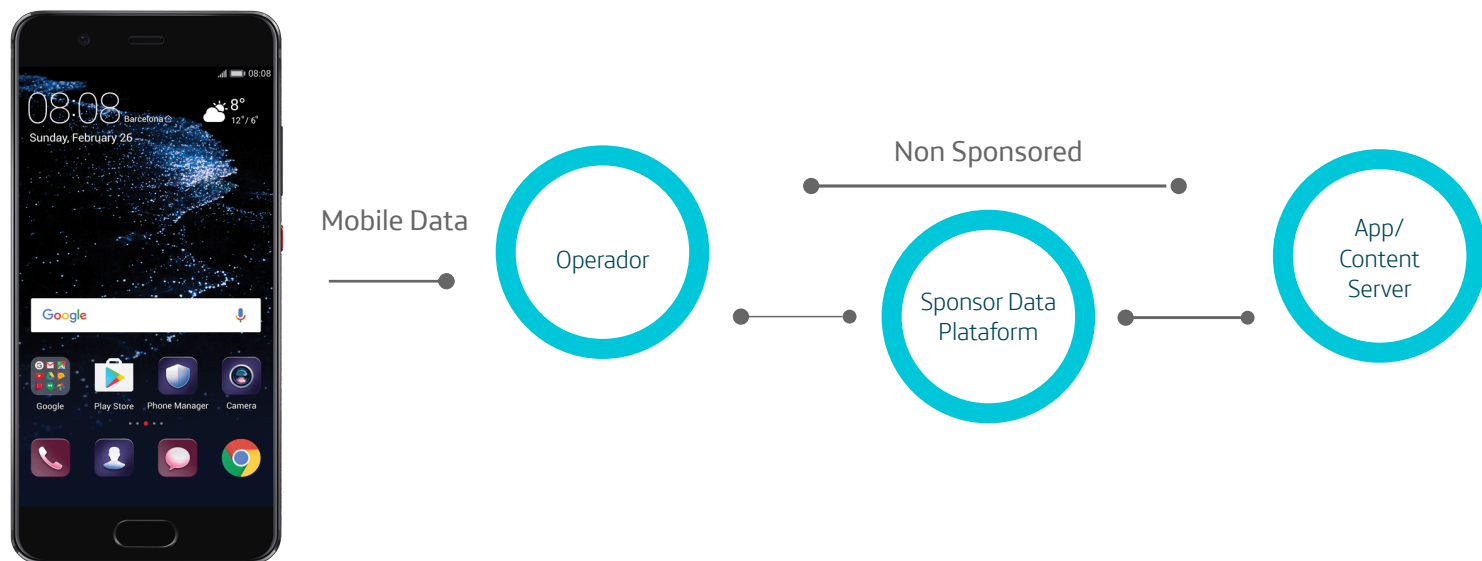 08:08
08:08
Barcelona
8°
12°/ 6°
Sunday, February 26
Google
Google
Play Store
Phone Manager
Camera
Mobile Data
Operador
Non Sponsored
Sponsor Data
Plataform
App/
Content
Server